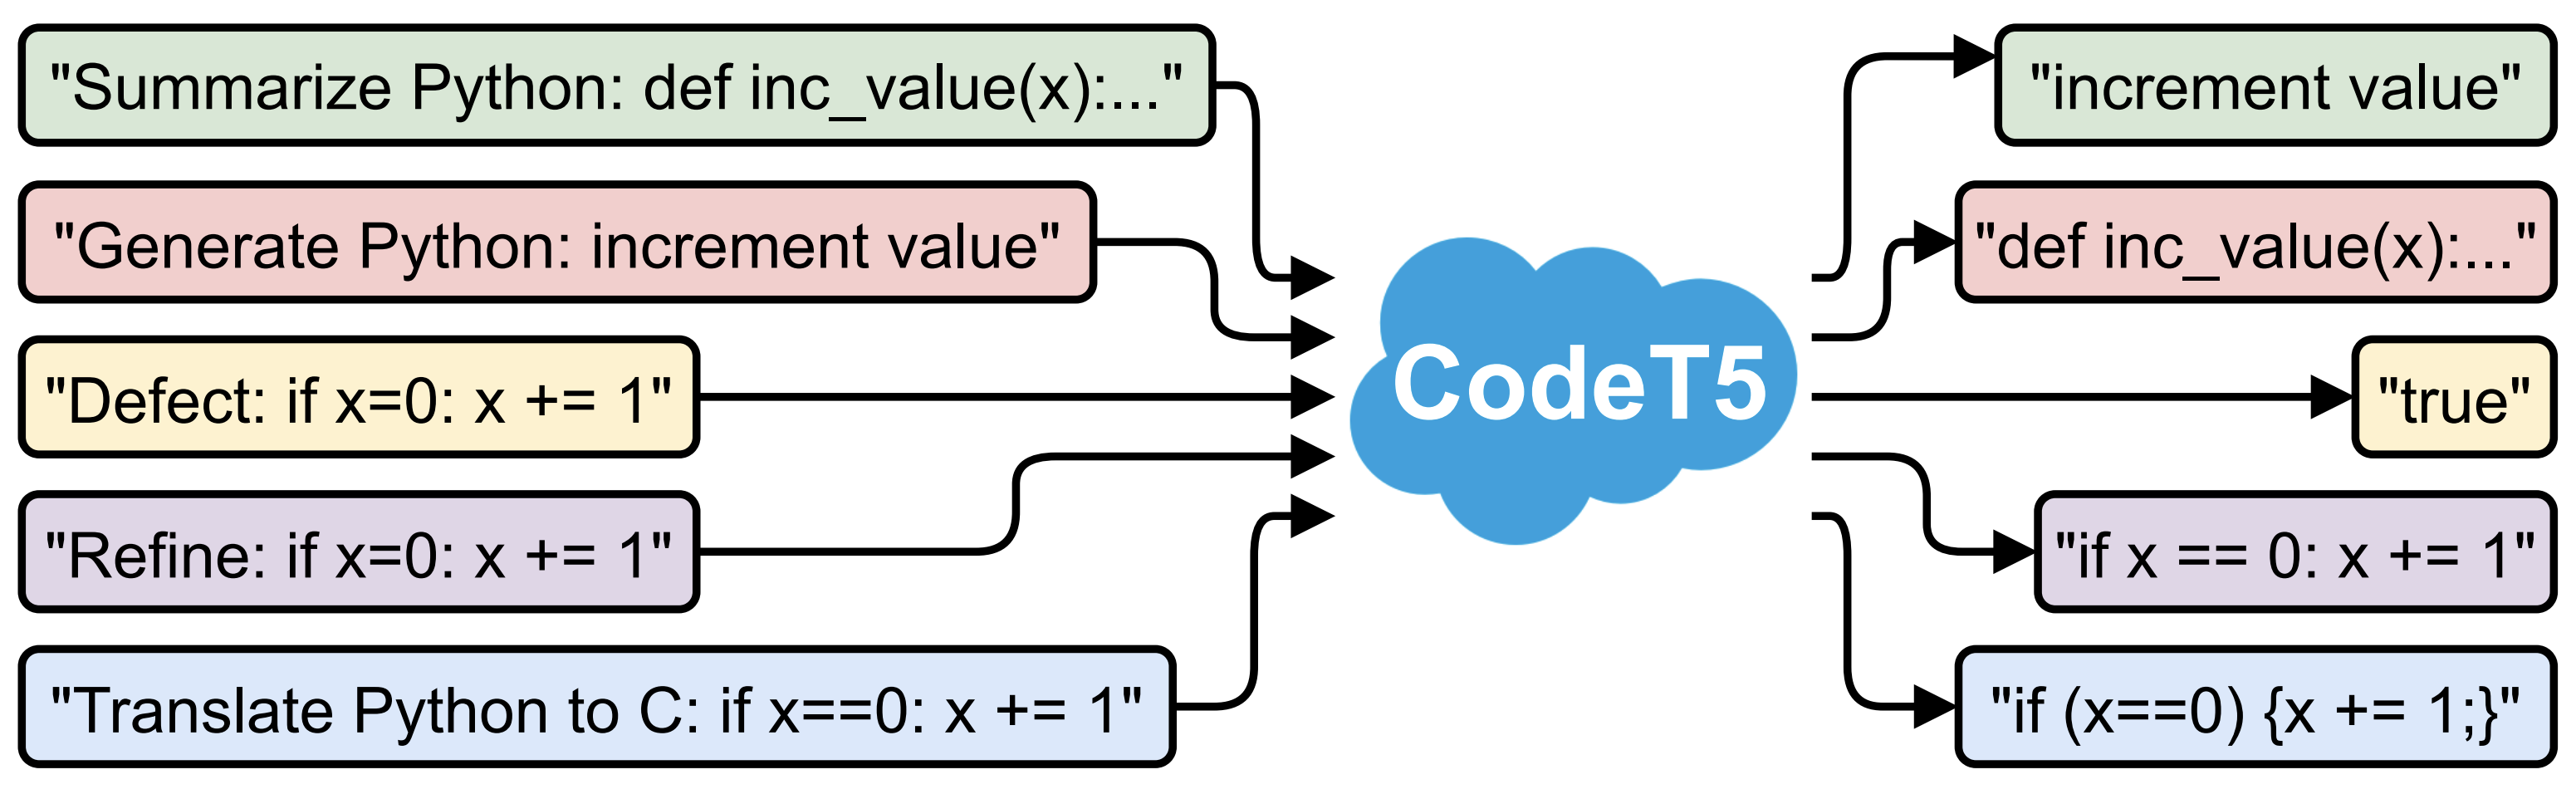 "Summarize Python: def inc_value(x):..."
"increment value"
"Generate Python: increment value"
"def inc_value(x):..."
"Defect: if x=0: x += 1"
CodeT5
"true"
"Refine: if x=0: x += 1"
"if x == 0: x += 1"
"Translate Python to C: if x==0: x += 1"
"if (x==0) {x += 1;}"